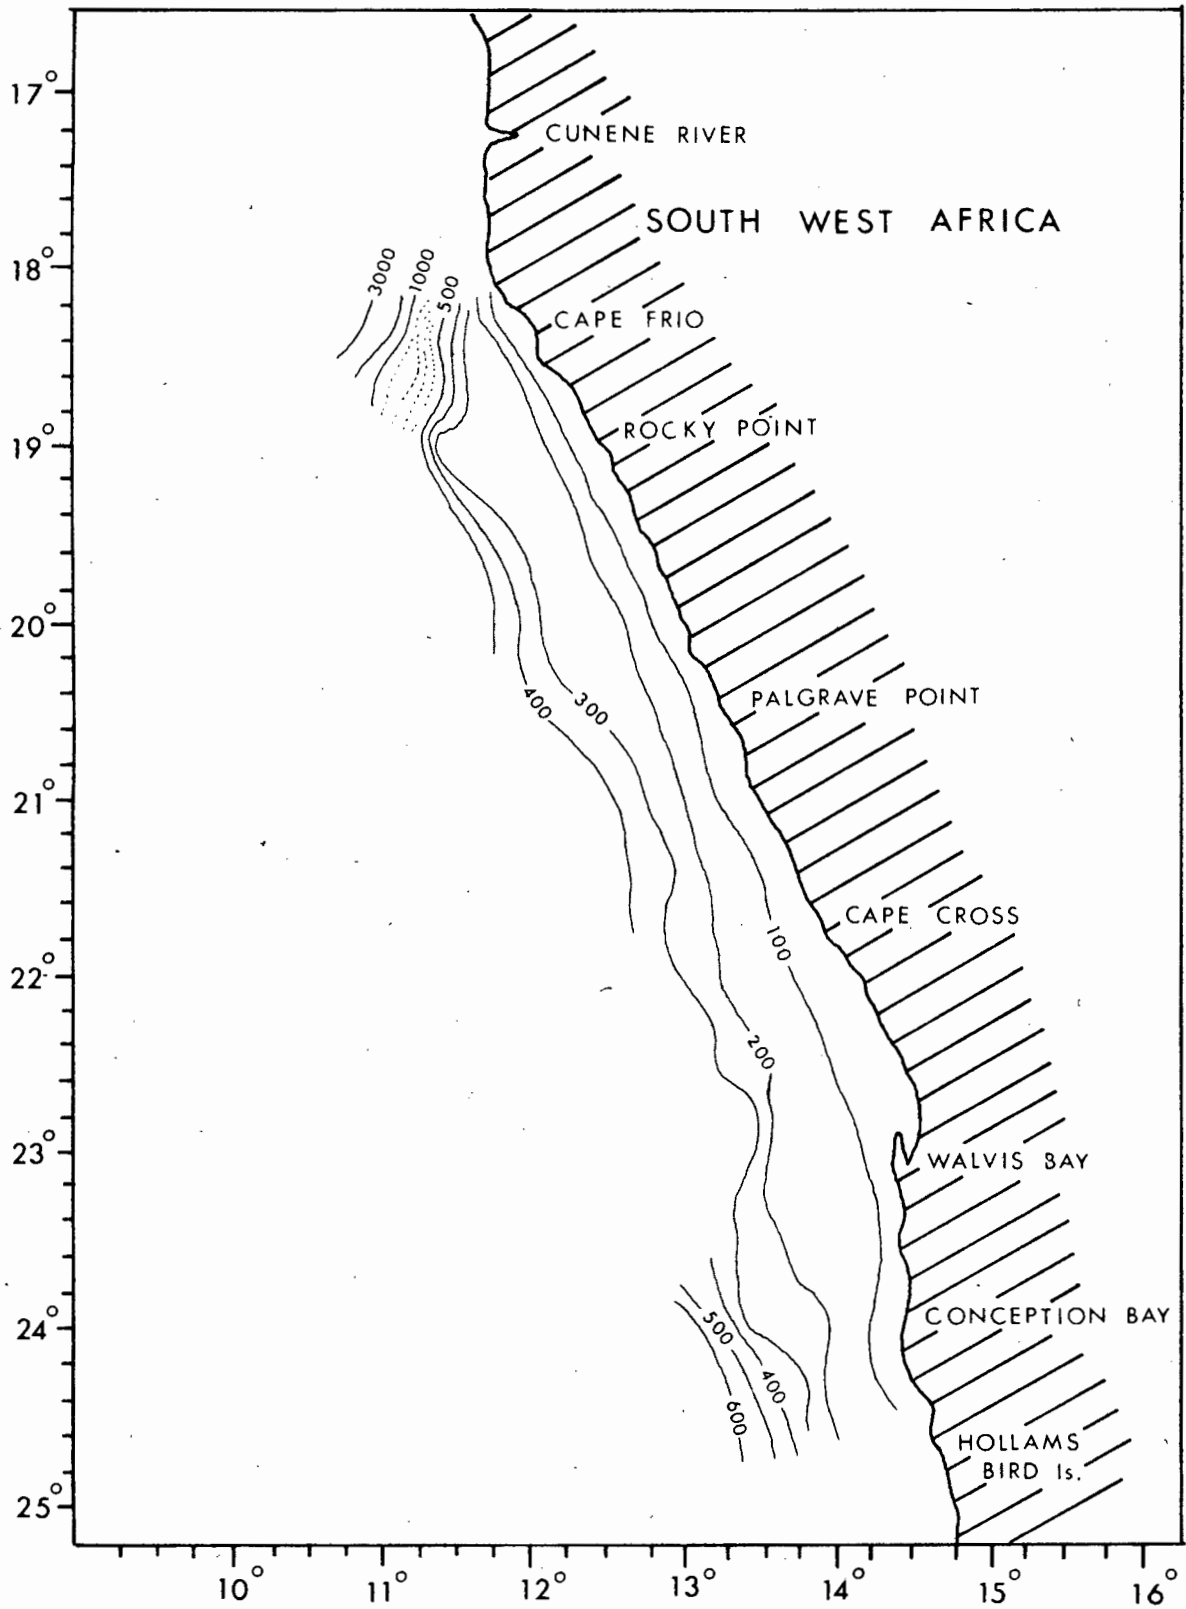 17°
CUNENE RIVER
SOUTH WEST AFRICA
18°
3000
1000
500
CAPE FRIO
19°
ROCKY POINT
20°
400
300
PALGRAVE POINT
21°
100
CAPE CROSS
22°
200
23°
WALVIS BAY
24°
500
400
600
CONCEPTION BAY
HOLLAMS
BIRD Is.
25°
10° 11° 12° 13° 14° 15° 16°